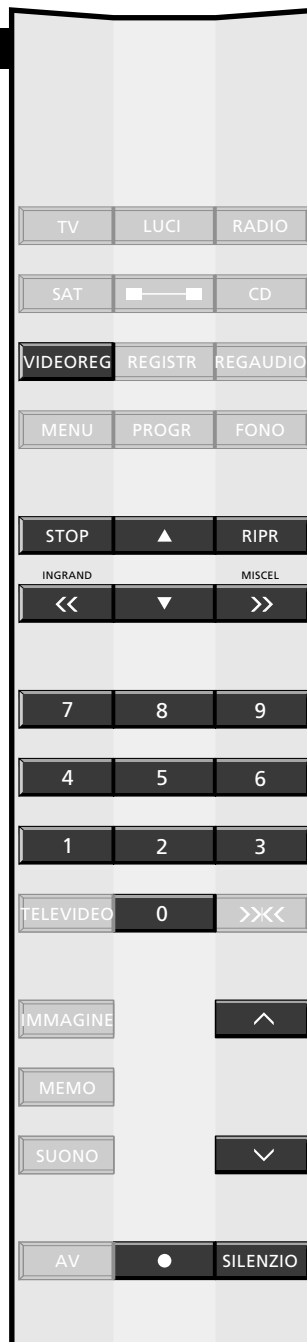 TV LUCI RADIO
SAT CD
VIDEOREG REGISTR REGAUDIO
MENU PROGR FONO
STOP ▲ RIPR
INGRAND MISCEL
<< ▼ >>
7 8 9
4 5 6
1 2 3
TELEVIDEO 0
IMMAGINE
MEMO
SUONO
AV ● SILENZIO